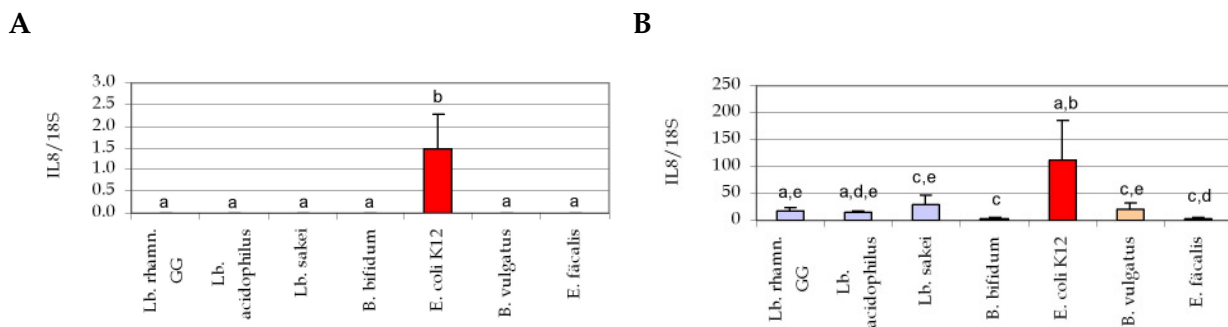 A
B
IL8/18S
3.0
2.5
2.0
1.5
1.0
0.5
0.0
a
a
a
a
b
a
a
Lb. rhamn.
GG
Lb.
acidophilus
Lb. sakei
B. bifidum
E. coli K12
B. vulgatus
E. fäcalis
IL8/18S
250
200
150
100
50
0
a,e
a,d,e
c,e
c
a,b
c,e
c,d
Lb. rhamn.
GG
Lb.
acidophilus
Lb. sakei
B. bifidum
E. coli K12
B. vulgatus
E. fäcalis